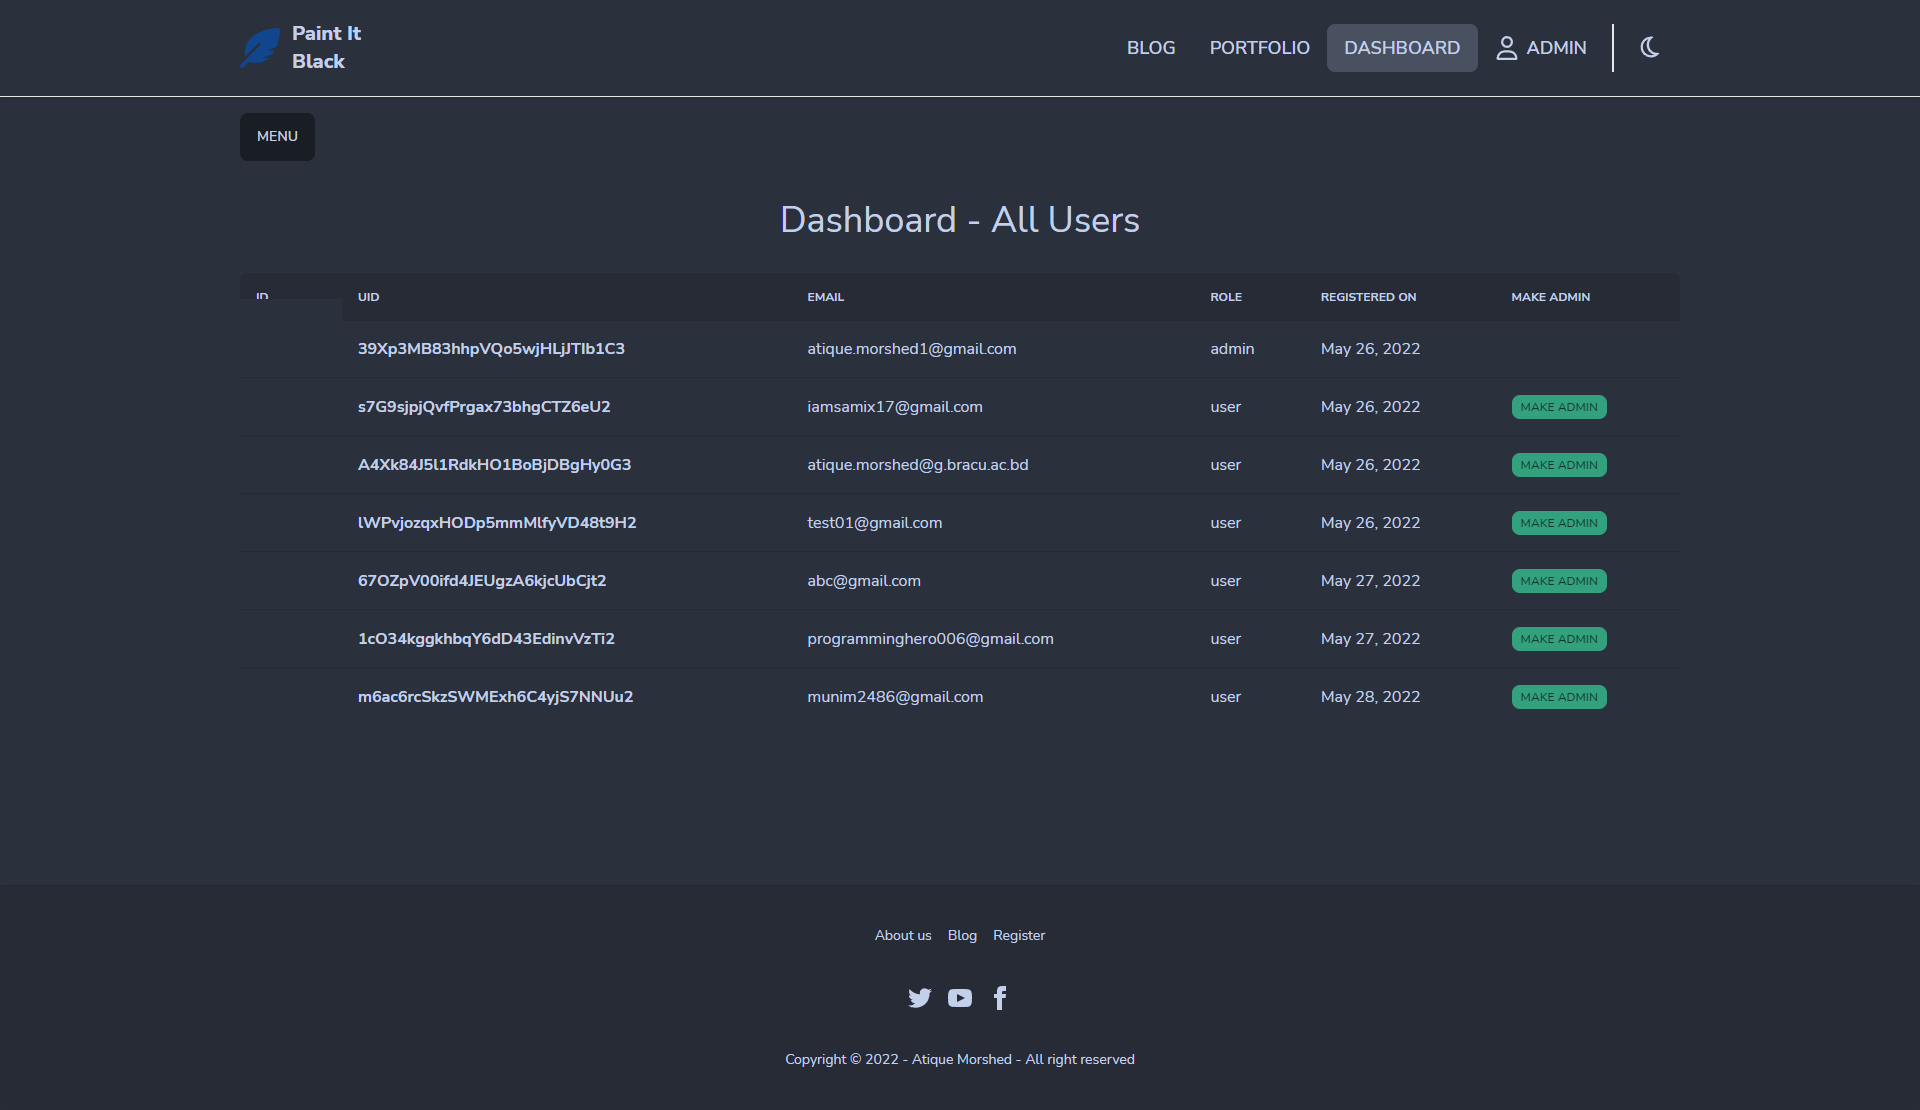 Paint It
Black
BLOG PORTFOLIO DASHBOARD ADMIN
MENU
Dashboard - All Users
ID UID EMAIL ROLE REGISTERED ON MAKE ADMIN
39Xp3MB83hhpVQo5wjHLjJTIb1C3 atique.morshed1@gmail.com admin May 26, 2022
s7G9sjpjQvfPrgax73bhgCTZ6eU2 iamsamix17@gmail.com user May 26, 2022 MAKE ADMIN
A4Xk84J5l1RdkHO1BoBjDBgHy0G3 atique.morshed@g.bracu.ac.bd user May 26, 2022 MAKE ADMIN
lWPvjozqxHODp5mmMlfyVD48t9H2 test01@gmail.com user May 26, 2022 MAKE ADMIN
67OZpV00ifd4JEUgzA6kjcUbCjt2 abc@gmail.com user May 27, 2022 MAKE ADMIN
1cO34kggkhbqY6dD43EdinvVzTi2 programminghero006@gmail.com user May 27, 2022 MAKE ADMIN
m6ac6rcSkzSWMExh6C4yjS7NNUu2 munim2486@gmail.com user May 28, 2022 MAKE ADMIN
About us Blog Register
Copyright © 2022 - Atique Morshed - All right reserved